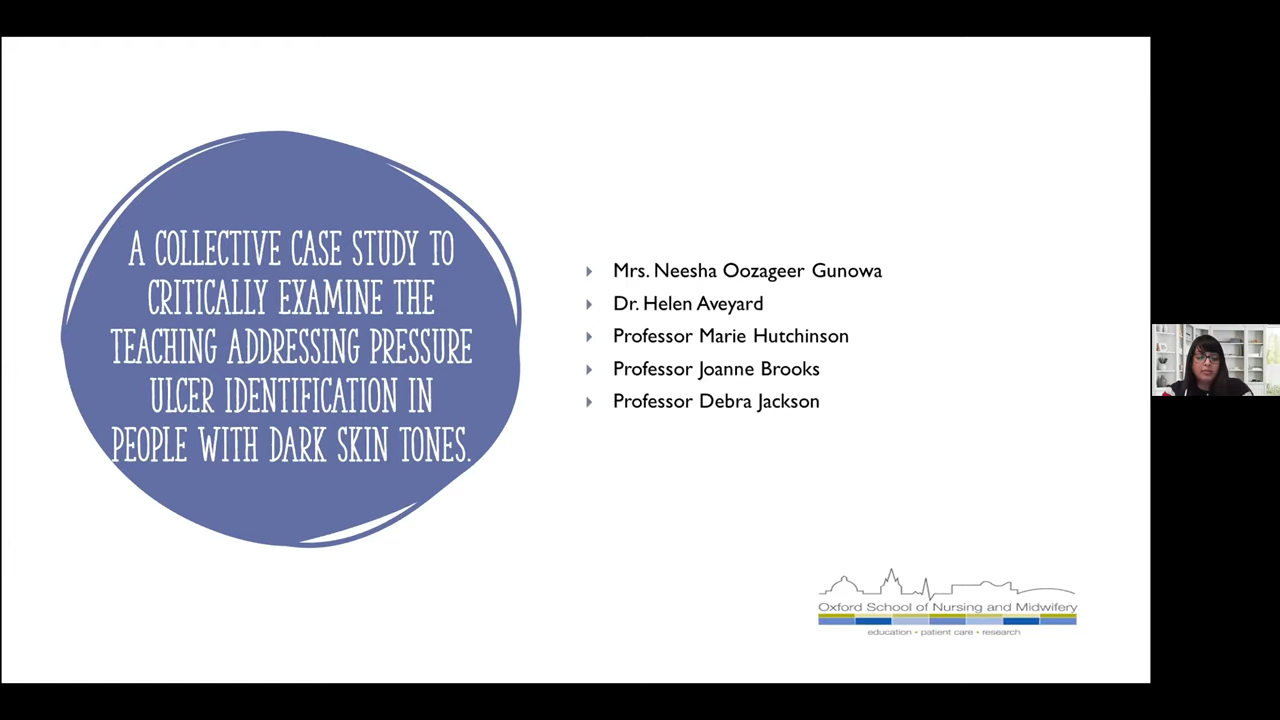 A COLLECTIVE CASE STUDY TO
CRITICALLY EXAMINE THE
TEACHING ADDRESSING PRESSURE
ULCER IDENTIFICATION IN
PEOPLE WITH DARK SKIN TONES.
Mrs. Neesha Oozageer Gunowa
Dr. Helen Aveyard
Professor Marie Hutchinson
Professor Joanne Brooks
Professor Debra Jackson
Oxford School of Nursing and Midwifery
education • patient care • research